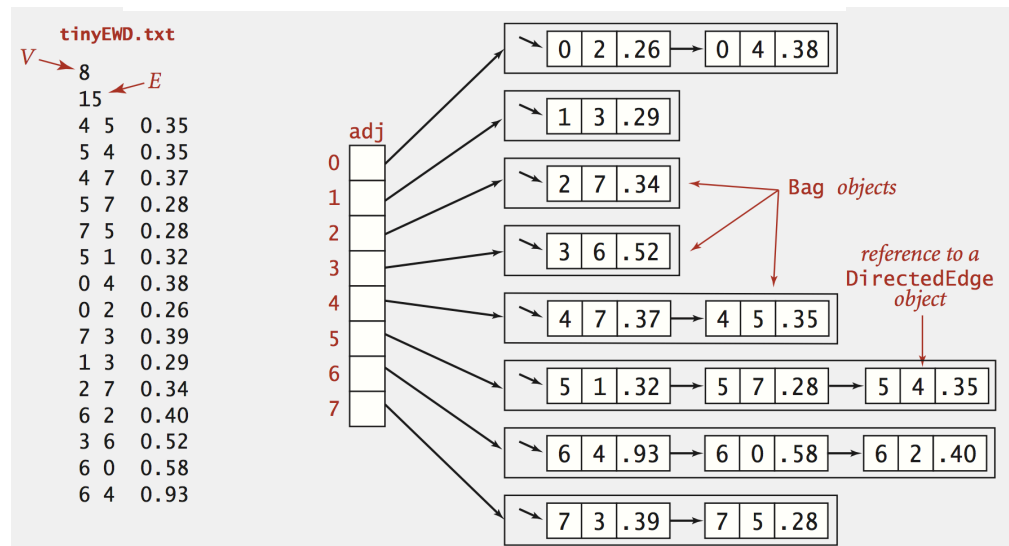 tinyEWD.txt
V
8
15
E
4 5 0.35
5 4 0.35
4 7 0.37
5 7 0.28
7 5 0.28
5 1 0.32
0 4 0.38
0 2 0.26
7 3 0.39
1 3 0.29
2 7 0.34
6 2 0.40
3 6 0.52
6 0 0.58
6 4 0.93
adj
0
1
2
3
4
5
6
7
0 2 .26 0 4 .38
1 3 .29
2 7 .34
3 6 .52
4 7 .37 4 5 .35
5 1 .32 5 7 .28 5 4 .35
6 4 .93 6 0 .58 6 2 .40
7 3 .39 7 5 .28
Bag objects
reference to a
DirectedEdge
object